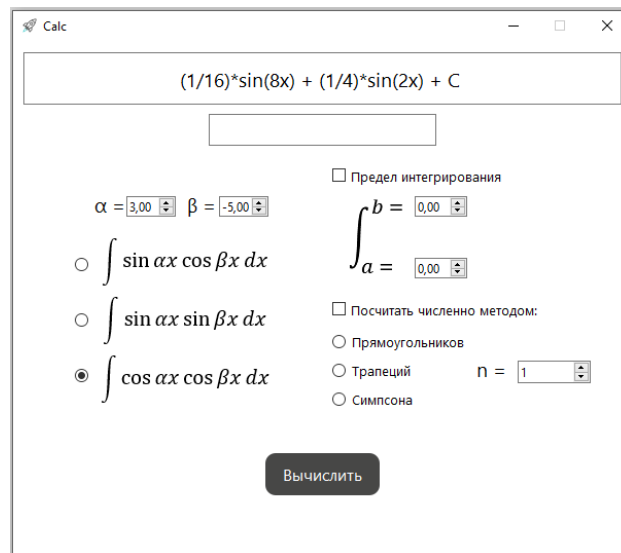 Calc
(1/16)*sin(8x) + (1/4)*sin(2x) + C
Предел интегрирования
α = 3,00 β = -5,00
b = 0,00
∫
a = 0,00
∫ sin αx cos βx dx
∫ sin αx sin βx dx
∫ cos αx cos βx dx
Посчитать численно методом:
Прямоугольников
Трапеций n = 1
Симпсона
Вычислить